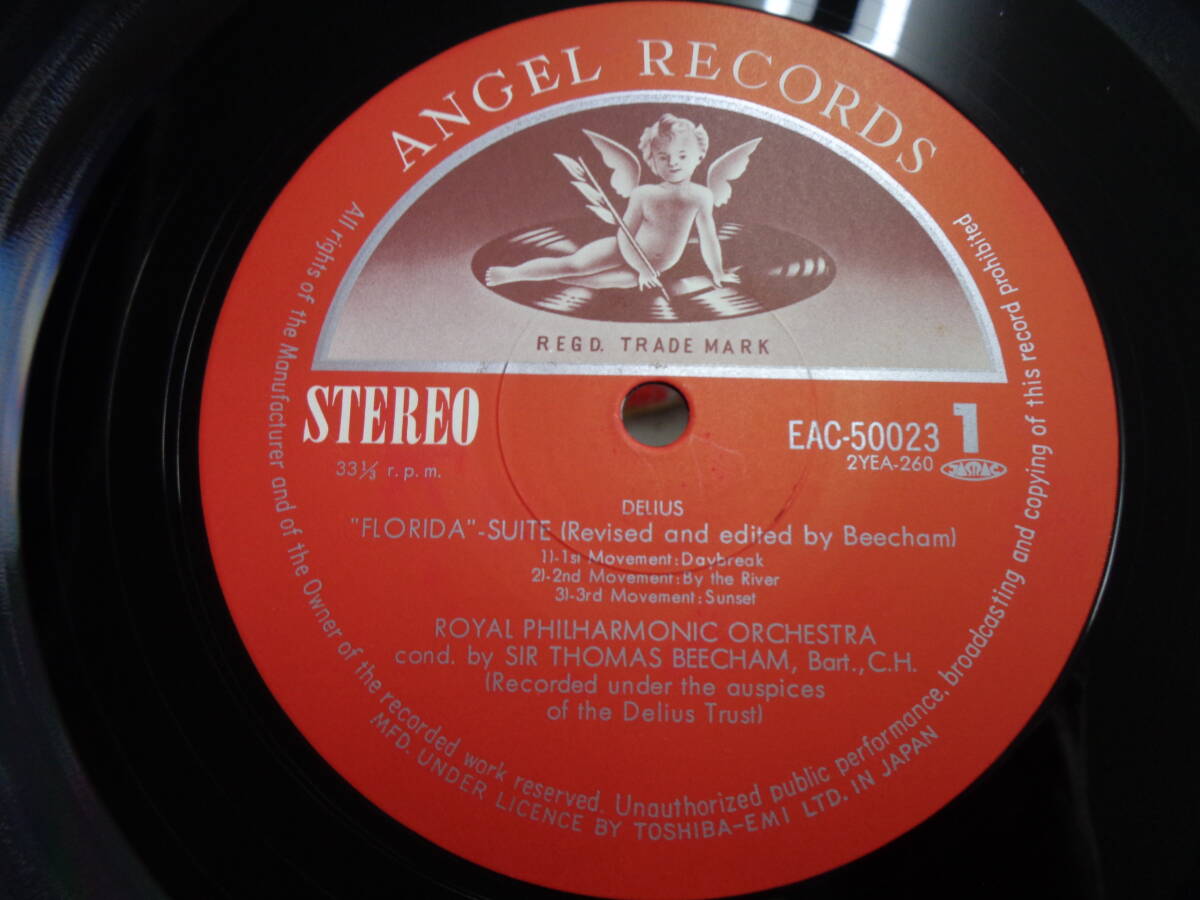 ANGEL RECORDS
REGD. TRADE MARK
STEREO
33⅓ r.p.m.
EAC-50023 1
2YEA-260 JASRAC
DELIUS
"FLORIDA"-SUITE (Revised and edited by Beecham)
1)-1st Movement:Daybreak
2)-2nd Movement:By the River
3)-3rd Movement:Sunset
ROYAL PHILHARMONIC ORCHESTRA
cond. by SIR THOMAS BEECHAM, Bart., C.H.
(Recorded under the auspices
of the Delius Trust)
All rights of the Manufacturer and of the Owner of the recorded work reserved. Unauthorized public performance, broadcasting and copying of this record prohibited
MFD. UNDER LICENCE BY TOSHIBA-EMI LTD. IN JAPAN